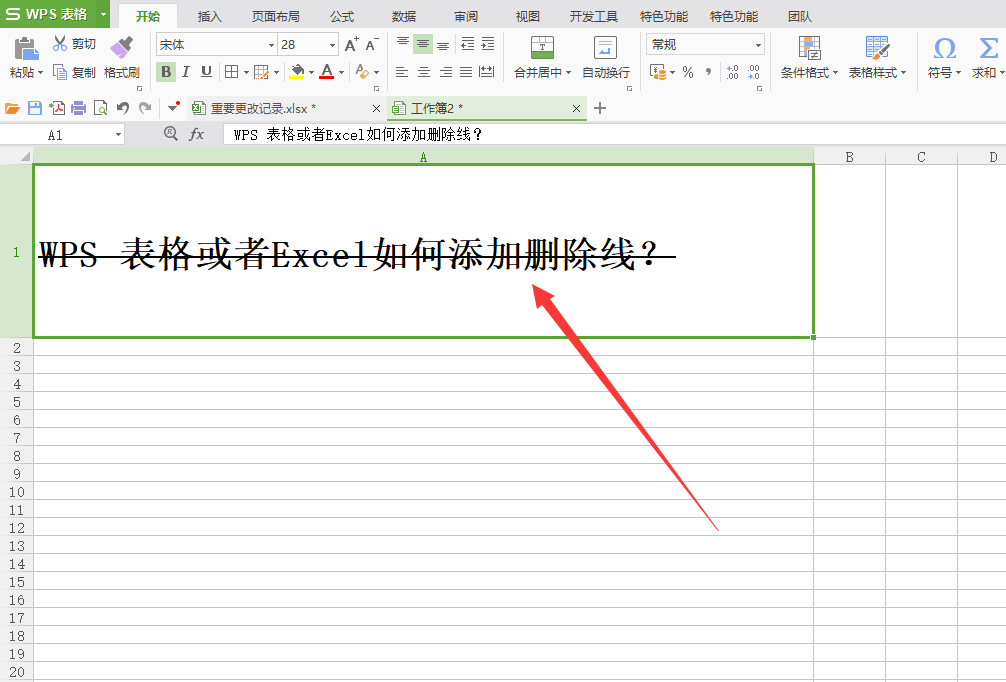 S WPS 表格 开始 插入 页面布局 公式 数据 审阅 视图 开发工具 特色功能 特色功能 团队
剪切 宋体 28 A+ A- 常规
粘贴 复制 格式刷 B I U A 合并居中 自动换行 % , .00 .00 条件格式 表格样式 符号 求和
重要更改记录.xlsx * 工作簿2 *
A1 fx WPS 表格或者Excel如何添加删除线？
A B C D
1 WPS 表格或者Excel如何添加删除线？
2
3
4
5
6
7
8
9
10
11
12
13
14
15
16
17
18
19
20